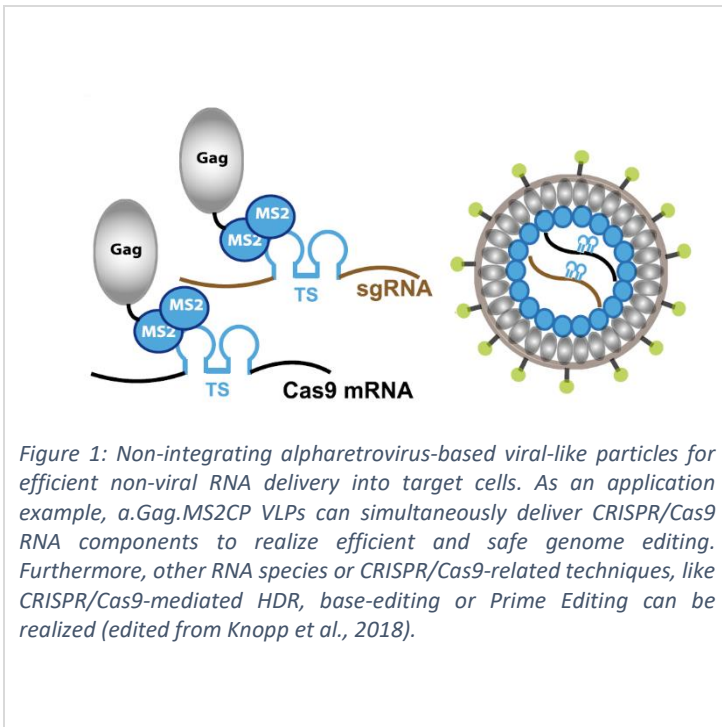 Gag
MS2
MS2
Gag
TS
sgRNA
MS2
MS2
TS
Cas9 mRNA
Figure 1: Non-integrating alpharetrovirus-based viral-like particles for
efficient non-viral RNA delivery into target cells. As an application
example, a.Gag.MS2CP VLPs can simultaneously deliver CRISPR/Cas9
RNA components to realize efficient and safe genome editing.
Furthermore, other RNA species or CRISPR/Cas9-related techniques, like
CRISPR/Cas9-mediated HDR, base-editing or Prime Editing can be
realized (edited from Knopp et al., 2018).